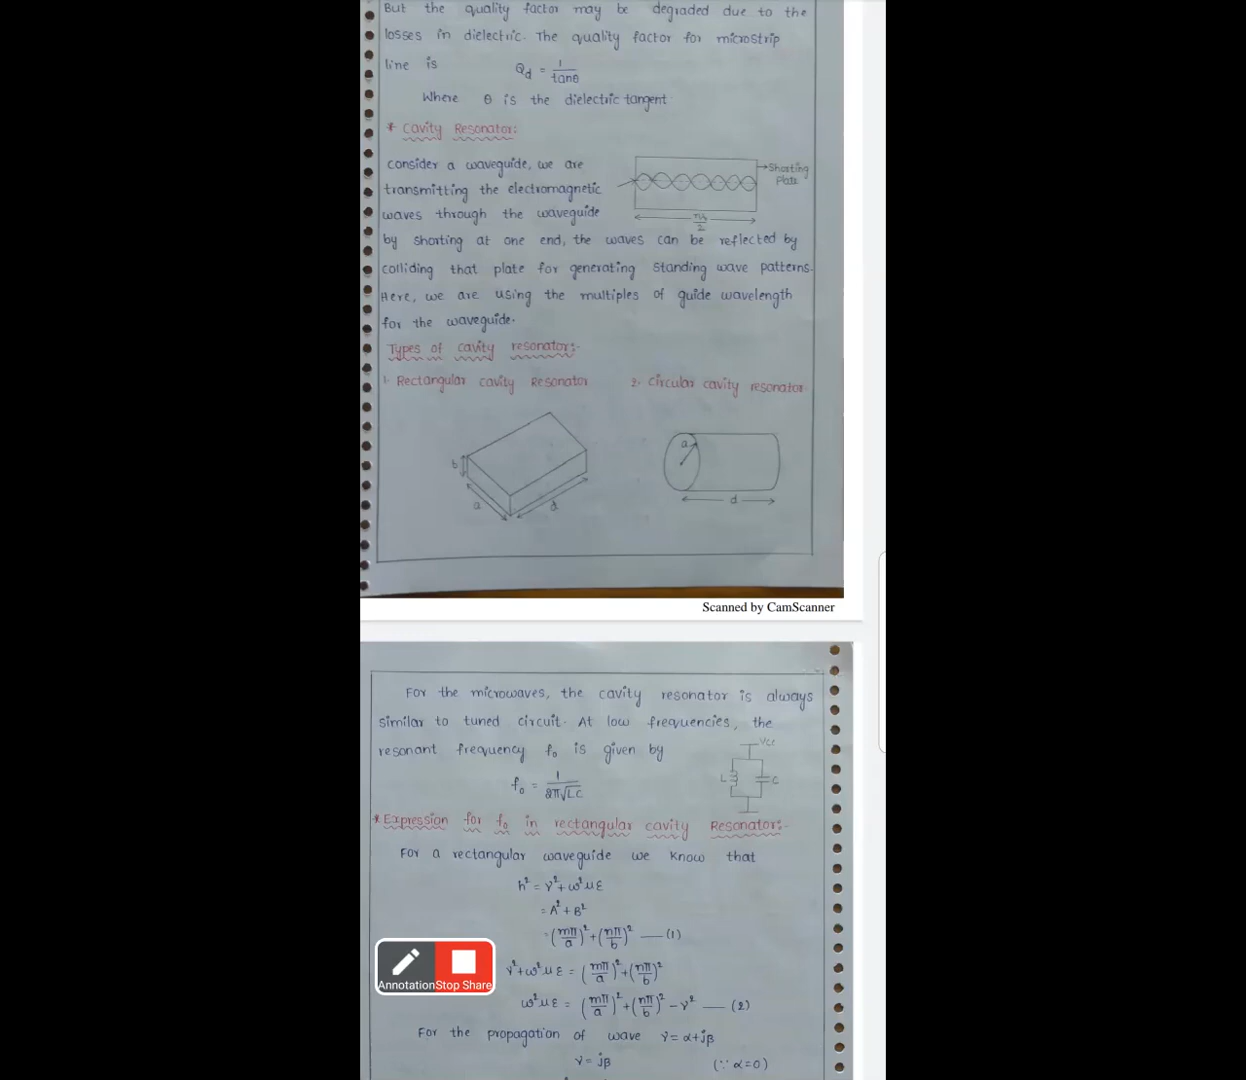 But the quality factor may be degraded due to the
losses in dielectric. The quality factor for microstrip
line is Qd = 1/tanθ
Where θ is the dielectric tangent
* Cavity Resonator:
consider a waveguide, we are
transmitting the electromagnetic
waves through the waveguide
→Shorting
plate
by shorting at one end, the waves can be reflected by
colliding that plate for generating standing wave patterns.
Here, we are using the multiples of guide wavelength
for the waveguide.
Types of cavity resonator:-
1. Rectangular cavity Resonator
2. Circular cavity resonator
b
a
d
a
d
Scanned by CamScanner
For the microwaves, the cavity resonator is always
similar to tuned circuit. At low frequencies, the
resonant frequency f₀ is given by
Vcc
L C
f₀ = 1/2π√LC
* Expression for f₀ in rectangular cavity Resonator:-
For a rectangular waveguide we know that
h² = γ² + ω²με
= A² + B²
= (mπ/a)² + (nπ/b)² — (1)
γ² + ω²με = (mπ/a)² + (nπ/b)²
ω²με = (mπ/a)² + (nπ/b)² - γ² — (2)
For the propagation of wave γ = α + jβ
γ = jβ (∵ α = 0)
Annotation
Stop Share